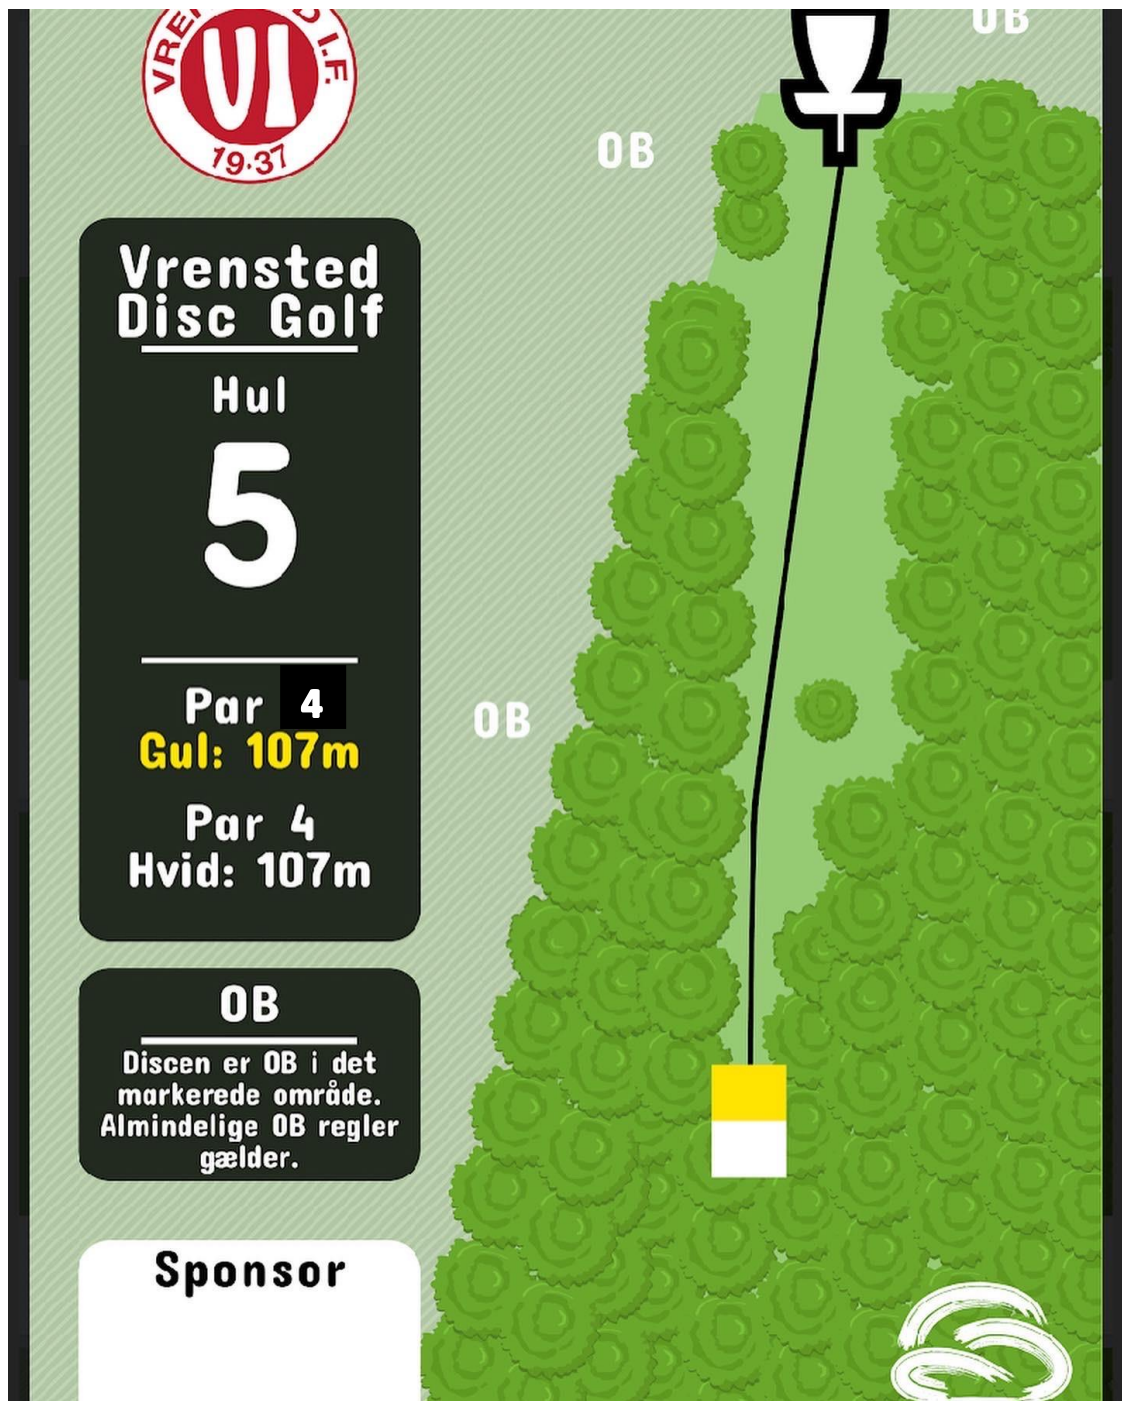 VI
19·37
OB
OB
Vrensted
Disc Golf
Hul
5
Par 4
Gul: 107m
Par 4
Hvid: 107m
OB
OB
Discen er OB i det
markerede område.
Almindelige OB regler
gælder.
Sponsor